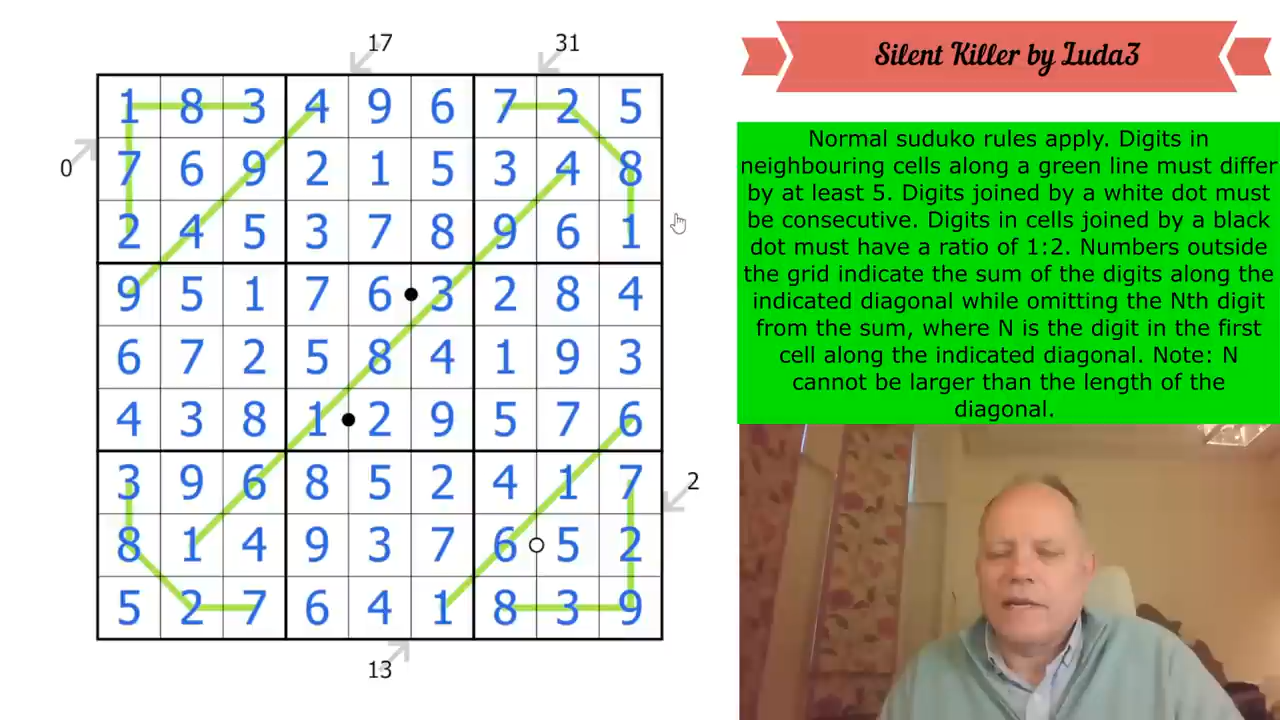 17 31
Silent Killer by Luda3
1 8 3 4 9 6 7 2 5
0
7 6 9 2 1 5 3 4 8
2 4 5 3 7 8 9 6 1
9 5 1 7 6 3 2 8 4
6 7 2 5 8 4 1 9 3
4 3 8 1 2 9 5 7 6
3 9 6 8 5 2 4 1 7
2
8 1 4 9 3 7 6 5 2
5 2 7 6 4 1 8 3 9
13
Normal suduko rules apply. Digits in
neighbouring cells along a green line must differ
by at least 5. Digits joined by a white dot must
be consecutive. Digits in cells joined by a black
dot must have a ratio of 1:2. Numbers outside
the grid indicate the sum of the digits along the
indicated diagonal while omitting the Nth digit
from the sum, where N is the digit in the first
cell along the indicated diagonal. Note: N
cannot be larger than the length of the
diagonal.